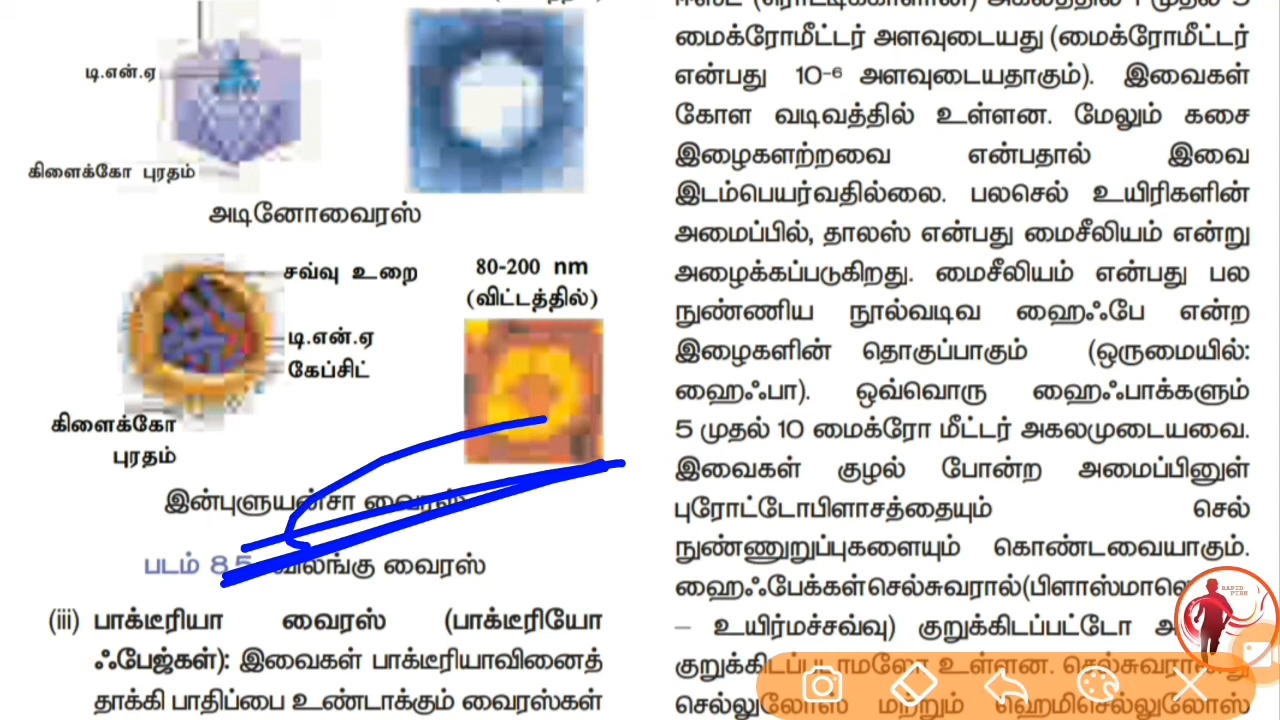 டி.என்.ஏ
கிளைக்கோ புரதம்
அடினோவைரஸ்
சவ்வு உறை
80-200 nm
(விட்டத்தில்)
டி.என்.ஏ
கேப்சிட்
கிளைக்கோ
புரதம்
இன்புளுயன்சா வைரஸ்
படம் 8.5 விலங்கு வைரஸ்
(iii) பாக்டீரியா வைரஸ் (பாக்டீரியோ
ஃபேஜ்கள்): இவைகள் பாக்டீரியாவினைத்
தாக்கி பாதிப்பை உண்டாக்கும் வைரஸ்கள்
மைக்ரோமீட்டர் அளவுடையது (மைக்ரோமீட்டர்
என்பது 10⁻⁶ அளவுடையதாகும்). இவைகள்
கோள வடிவத்தில் உள்ளன. மேலும் கசை
இழைகளற்றவை என்பதால் இவை
இடம்பெயர்வதில்லை. பலசெல் உயிரிகளின்
அமைப்பில், தாலஸ் என்பது மைசீலியம் என்று
அழைக்கப்படுகிறது. மைசீலியம் என்பது பல
நுண்ணிய நூல்வடிவ ஹைஃபே என்ற
இழைகளின் தொகுப்பாகும் (ஒருமையில்:
ஹைஃபா). ஒவ்வொரு ஹைஃபாக்களும்
5 முதல் 10 மைக்ரோ மீட்டர் அகலமுடையவை.
இவைகள் குழல் போன்ற அமைப்பினுள்
புரோட்டோபிளாசத்தையும் செல்
நுண்ணுறுப்புகளையும் கொண்டவையாகும்.
ஹைஃபேக்கள் செல்சுவரால் (பிளாஸ்மாலெ
– உயிர்மச்சவ்வு) குறுக்கிடப்பட்டோ
குறுக்கிடப்படாமலோ உள்ளன.
செல்லுலோஸ் மற்றும் ஹெமிசெல்லுலோஸ்
RAPID